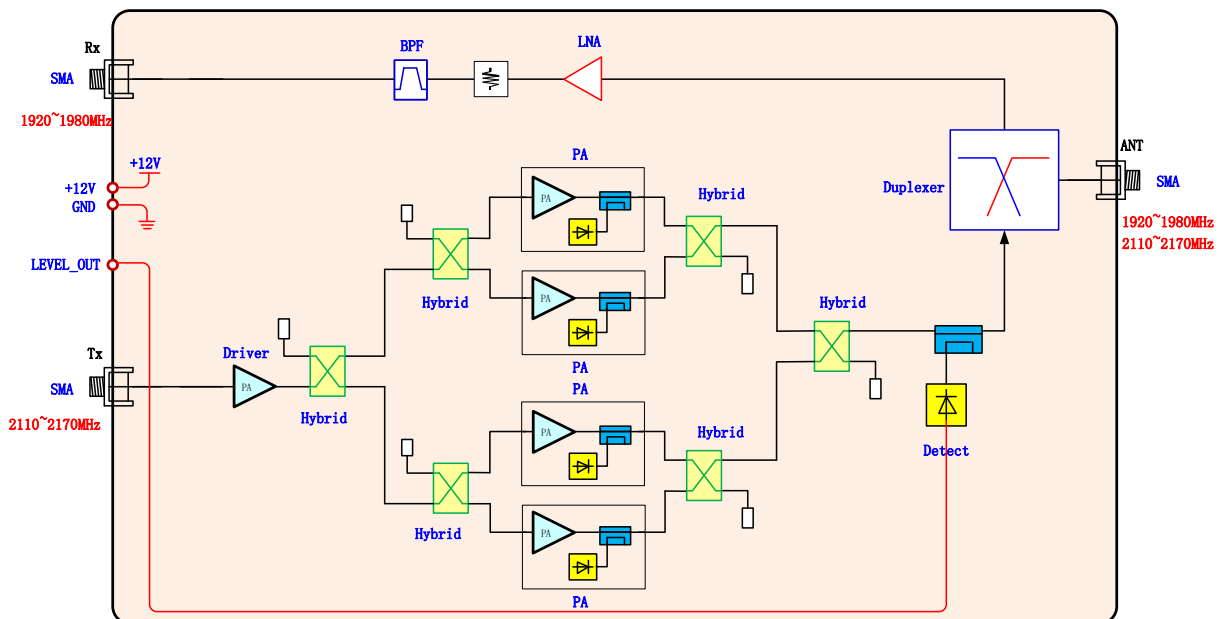 Rx
BPF
LNA
SMA
1920~1980MHz
+12V
+12V
GND
LEVEL_OUT
Tx
SMA
2110~2170MHz
Driver
PA
Hybrid
Hybrid
Hybrid
PA
PA
PA
PA
PA
PA
PA
PA
Hybrid
Hybrid
Hybrid
Detect
Duplexer
ANT
SMA
1920~1980MHz
2110~2170MHz